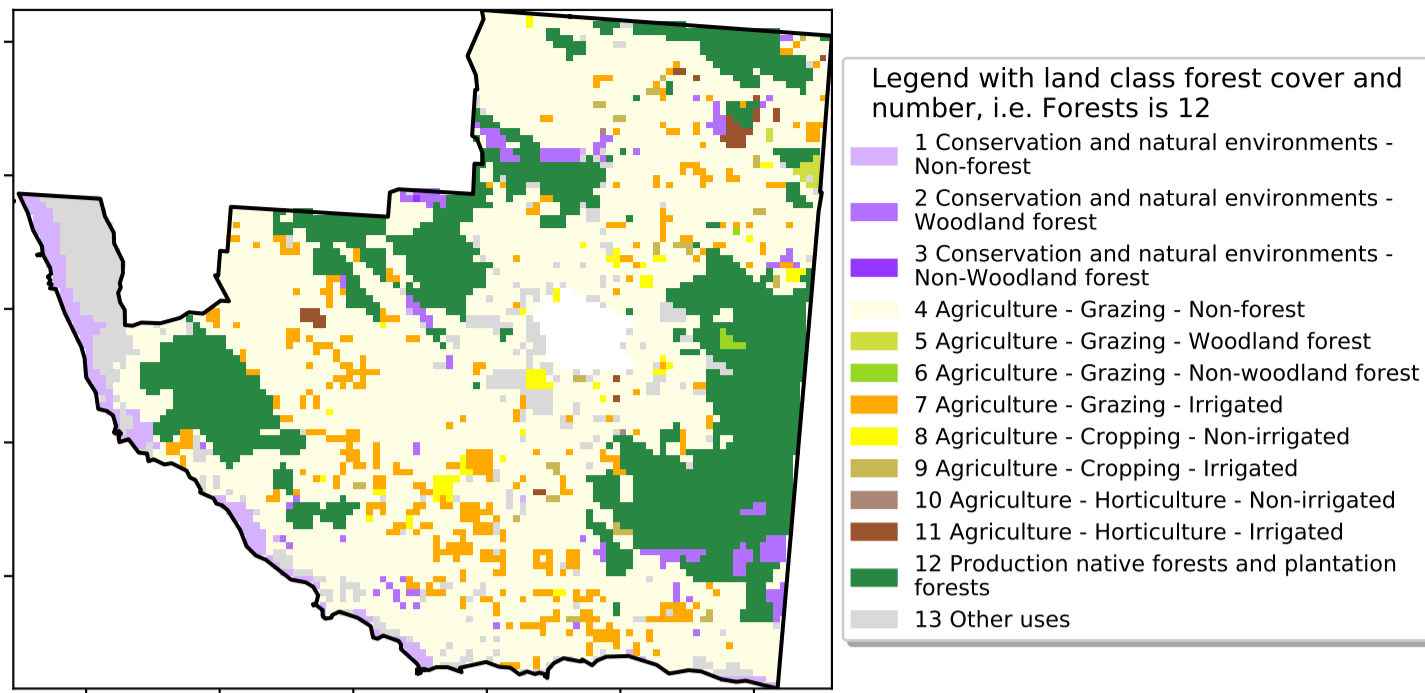 Legend with land class forest cover and
number, i.e. Forests is 12
1 Conservation and natural environments -
Non-forest
2 Conservation and natural environments -
Woodland forest
3 Conservation and natural environments -
Non-Woodland forest
4 Agriculture - Grazing - Non-forest
5 Agriculture - Grazing - Woodland forest
6 Agriculture - Grazing - Non-woodland forest
7 Agriculture - Grazing - Irrigated
8 Agriculture - Cropping - Non-irrigated
9 Agriculture - Cropping - Irrigated
10 Agriculture - Horticulture - Non-irrigated
11 Agriculture - Horticulture - Irrigated
12 Production native forests and plantation
forests
13 Other uses